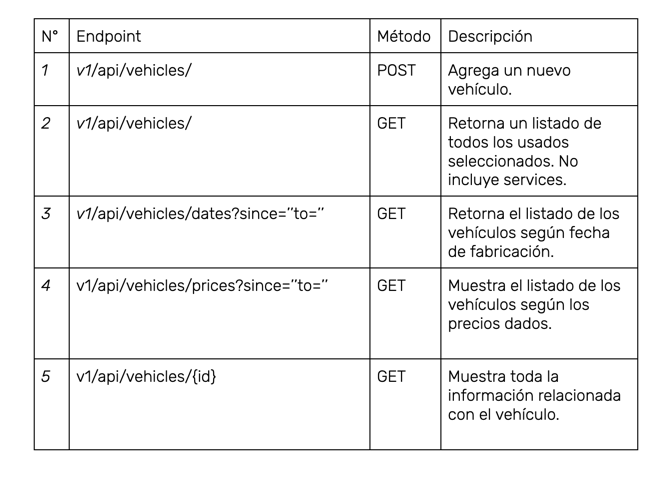 N° Endpoint Método Descripción
1 v1/api/vehicles/ POST Agrega un nuevo
vehículo.
2 v1/api/vehicles/ GET Retorna un listado de
todos los usados
seleccionados. No
incluye services.
3 v1/api/vehicles/dates?since=”to=” GET Retorna el listado de los
vehículos según fecha
de fabricación.
4 v1/api/vehicles/prices?since=”to=” GET Muestra el listado de los
vehículos según los
precios dados.
5 v1/api/vehicles/{id} GET Muestra toda la
información relacionada
con el vehículo.